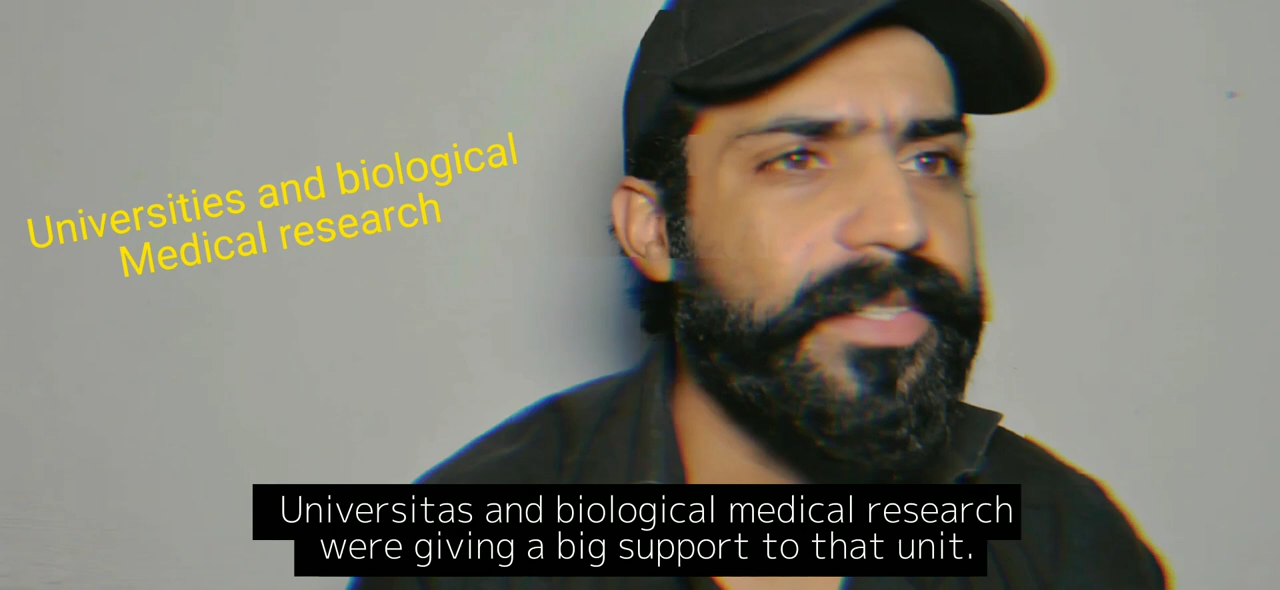 Universities and biological
Medical research
Universitas and biological medical research
were giving a big support to that unit.